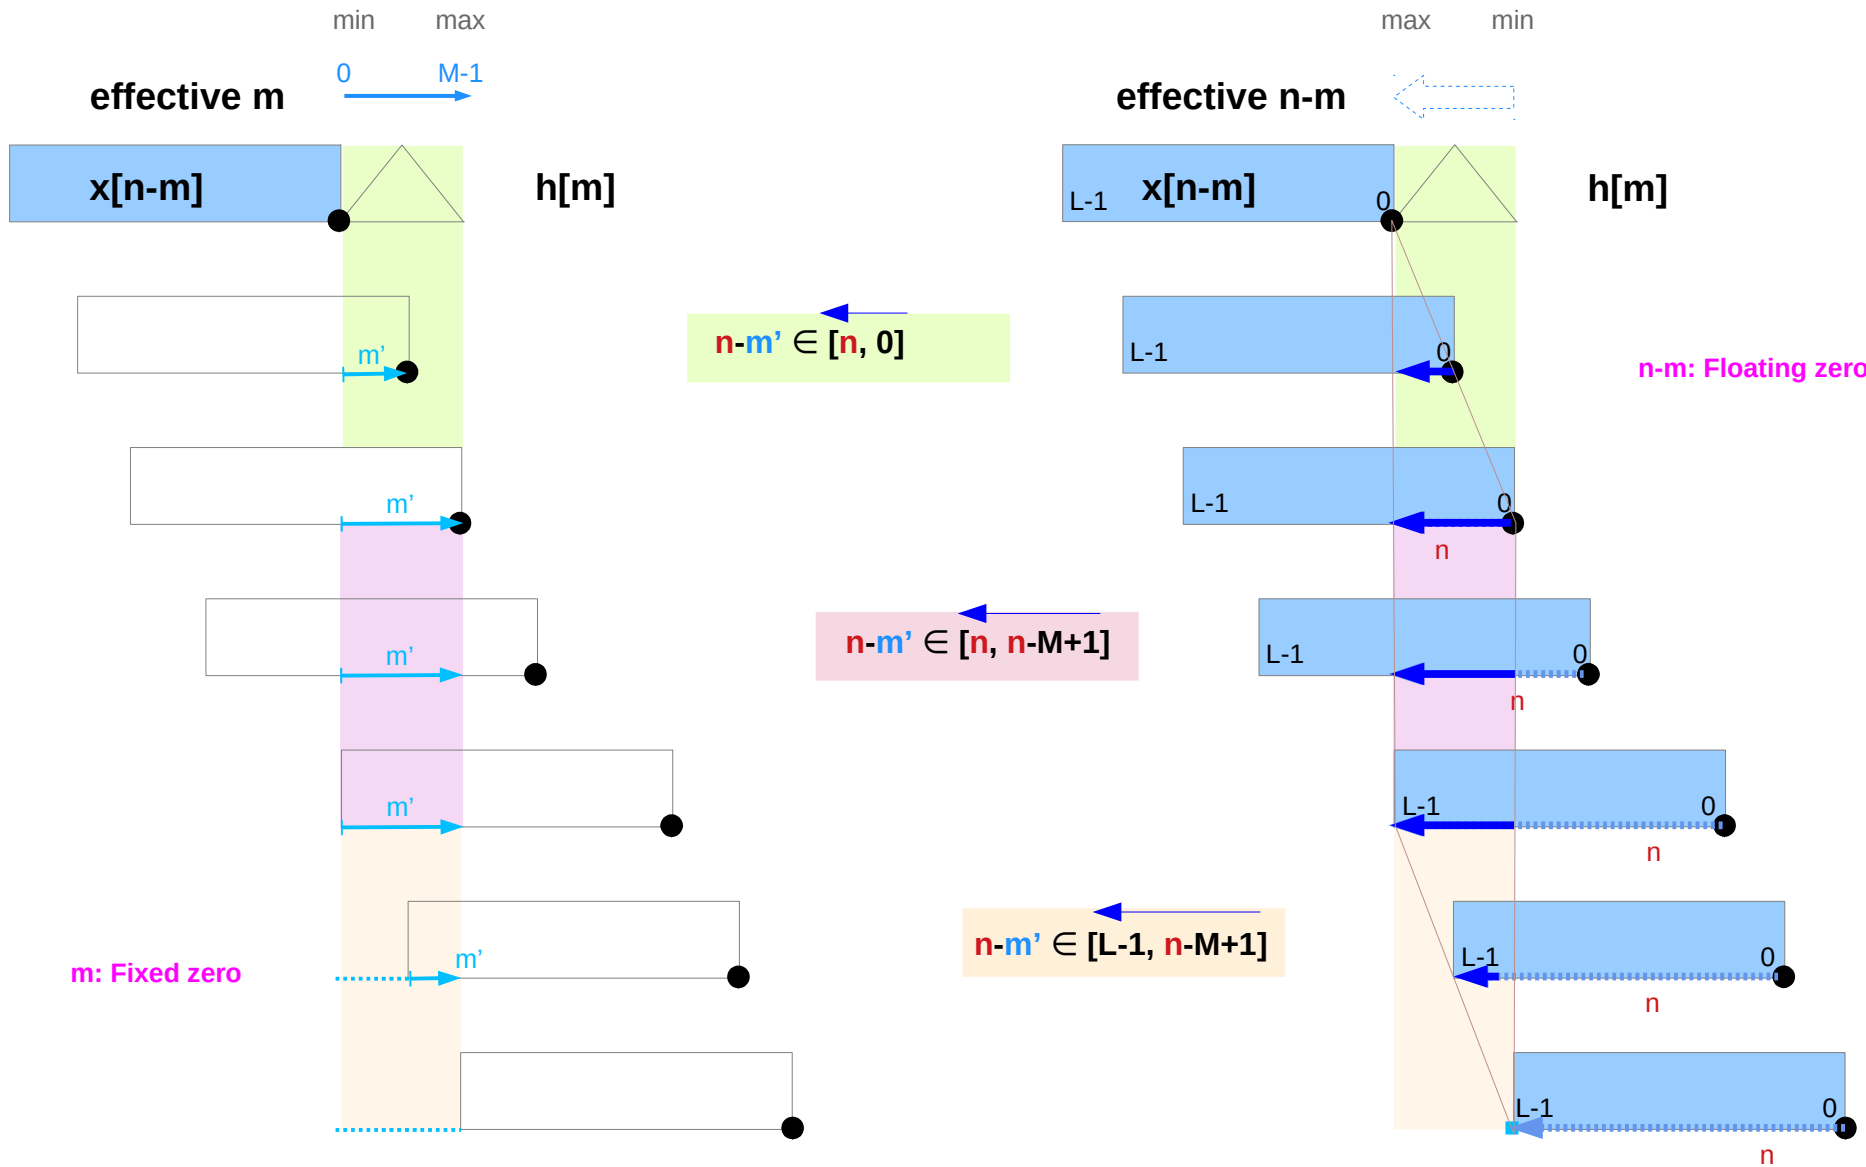 min max
max min
0 M-1
effective m
effective n-m
x[n-m] h[m]
L-1 x[n-m] 0 h[m]
m’
n-m’ ∈ [n, 0]
L-1 0
n-m: Floating zero
m’
L-1 0
n
m’
n-m’ ∈ [n, n-M+1]
L-1 0
n
m’
L-1 0
n
m: Fixed zero
m’
n-m’ ∈ [L-1, n-M+1]
L-1 0
n
L-1 0
n